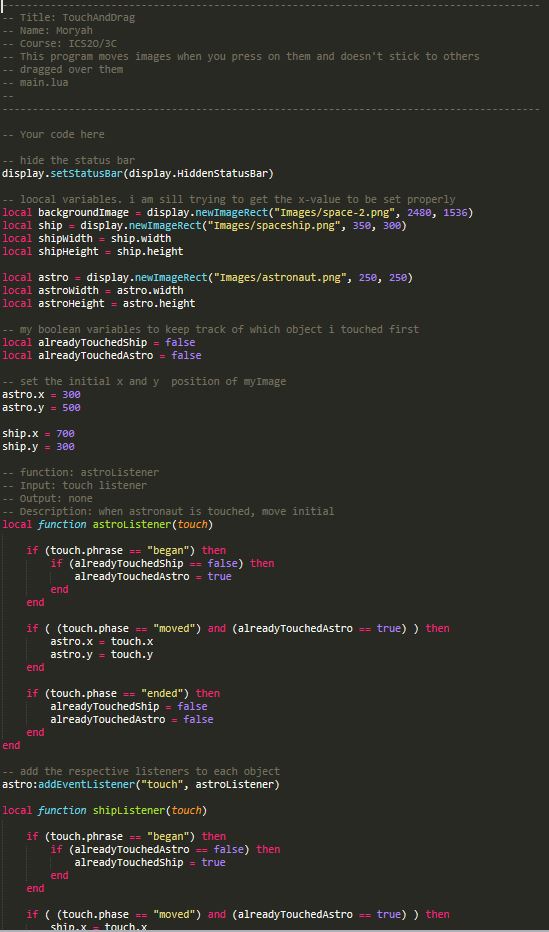 --------------------------------------------------------------------------------
-- Title: TouchAndDrag
-- Name: Moryah
-- Course: ICS2O/3C
-- This program moves images when you press on them and doesn't stick to others
-- dragged over them
-- main.lua
--
--------------------------------------------------------------------------------
-- Your code here
-- hide the status bar
display.setStatusBar(display.HiddenStatusBar)
-- loocal variables. i am sill trying to get the x-value to be set properly
local backgroundImage = display.newImageRect("Images/space-2.png", 2480, 1536)
local ship = display.newImageRect("Images/spaceship.png", 350, 300)
local shipWidth = ship.width
local shipHeight = ship.height
local astro = display.newImageRect("Images/astronaut.png", 250, 250)
local astroWidth = astro.width
local astroHeight = astro.height
-- my boolean variables to keep track of which object i touched first
local alreadyTouchedShip = false
local alreadyTouchedAstro = false
-- set the initial x and y  position of myImage
astro.x = 300
astro.y = 500
ship.x = 700
ship.y = 300
-- function: astroListener
-- Input: touch listener
-- Output: none
-- Description: when astronaut is touched, move initial
local function astroListener(touch)
if (touch.phrase == "began") then
if (alreadyTouchedShip == false) then
alreadyTouchedAstro = true
end
end
if ( (touch.phase == "moved") and (alreadyTouchedAstro == true) ) then
astro.x = touch.x
astro.y = touch.y
end
if (touch.phase == "ended") then
alreadyTouchedShip = false
alreadyTouchedAstro = false
end
end
-- add the respective listeners to each object
astro:addEventListener("touch", astroListener)
local function shipListener(touch)
if (touch.phrase == "began") then
if (alreadyTouchedAstro == false) then
alreadyTouchedShip = true
end
end
if ( (touch.phase == "moved") and (alreadyTouchedAstro == true) ) then
ship.x = touch.x